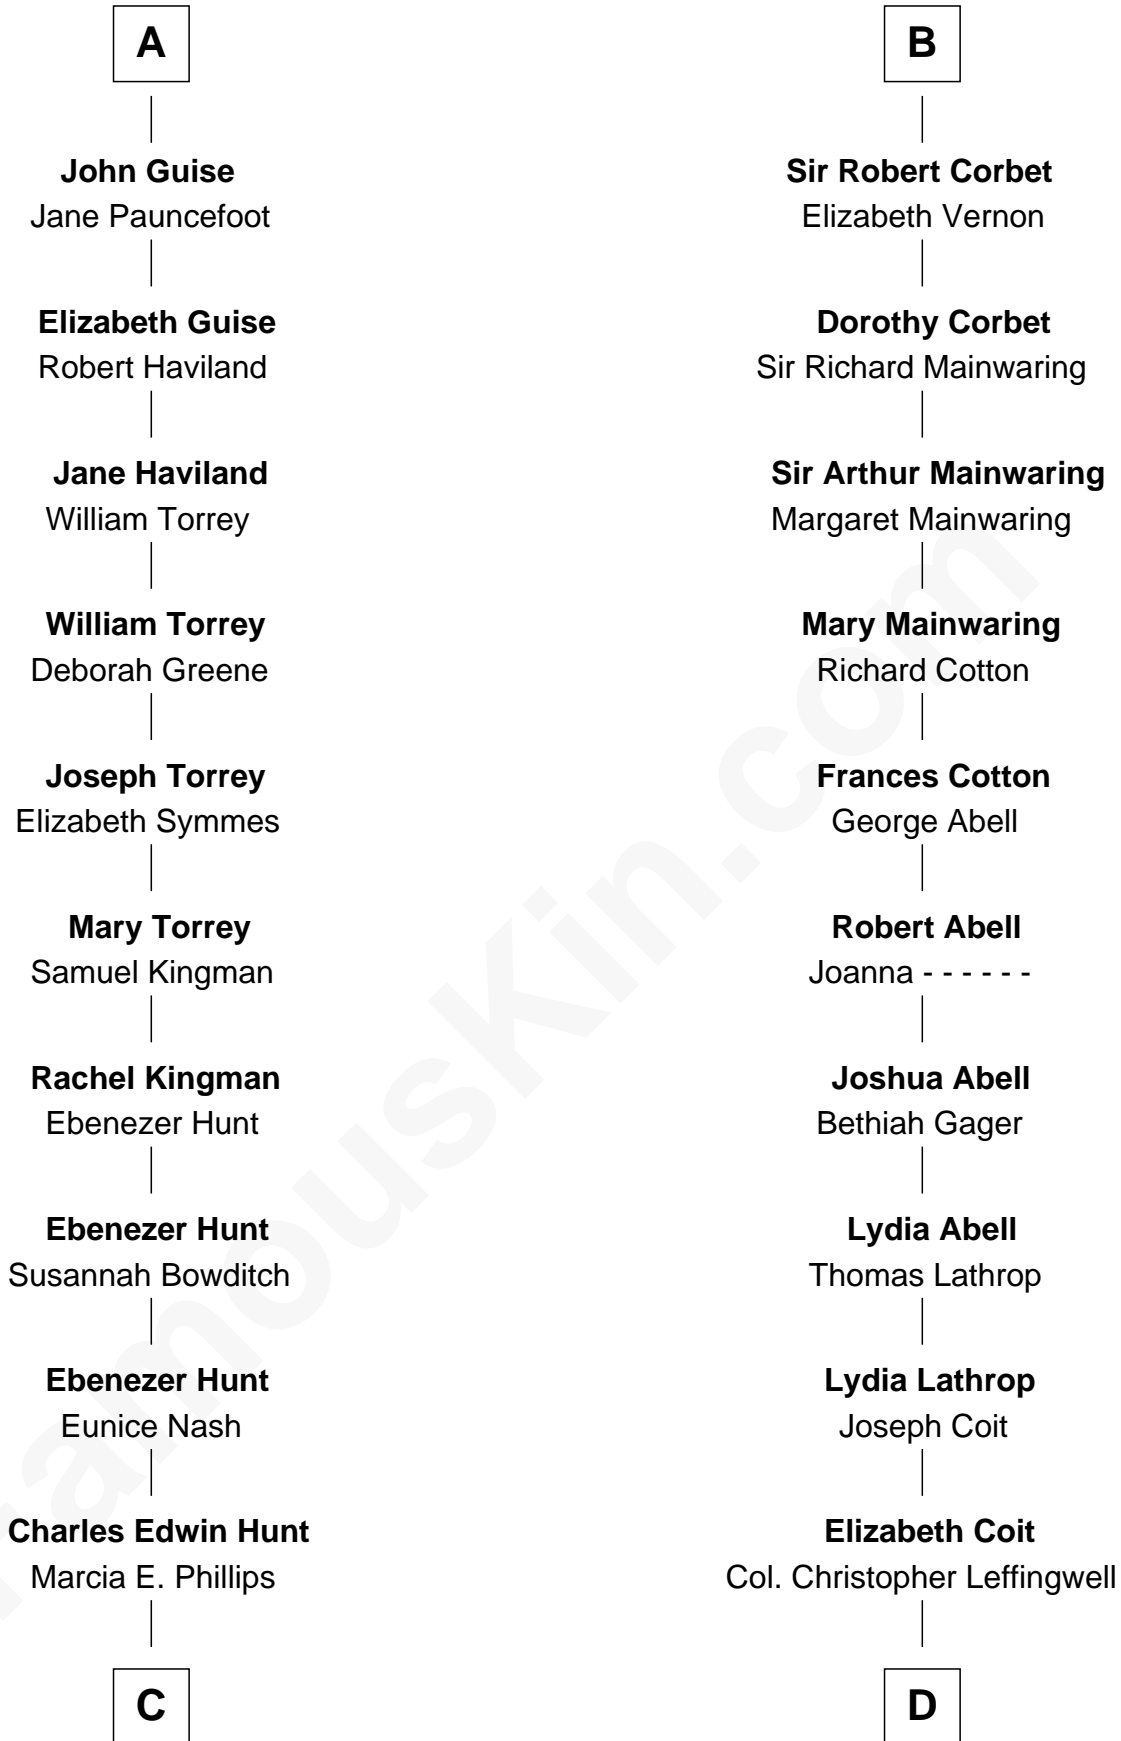 A
John Guise
Jane Pauncefoot
Elizabeth Guise
Robert Haviland
Jane Haviland
William Torrey
William Torrey
Deborah Greene
Joseph Torrey
Elizabeth Symmes
Mary Torrey
Samuel Kingman
Rachel Kingman
Ebenezer Hunt
Ebenezer Hunt
Susannah Bowditch
Ebenezer Hunt
Eunice Nash
Charles Edwin Hunt
Marcia E. Phillips
C
B
Sir Robert Corbet
Elizabeth Vernon
Dorothy Corbet
Sir Richard Mainwaring
Sir Arthur Mainwaring
Margaret Mainwaring
Mary Mainwaring
Richard Cotton
Frances Cotton
George Abell
Robert Abell
Joanna - - - - - -
Joshua Abell
Bethiah Gager
Lydia Abell
Thomas Lathrop
Lydia Lathrop
Joseph Coit
Elizabeth Coit
Col. Christopher Leffingwell
D
famousKin.com